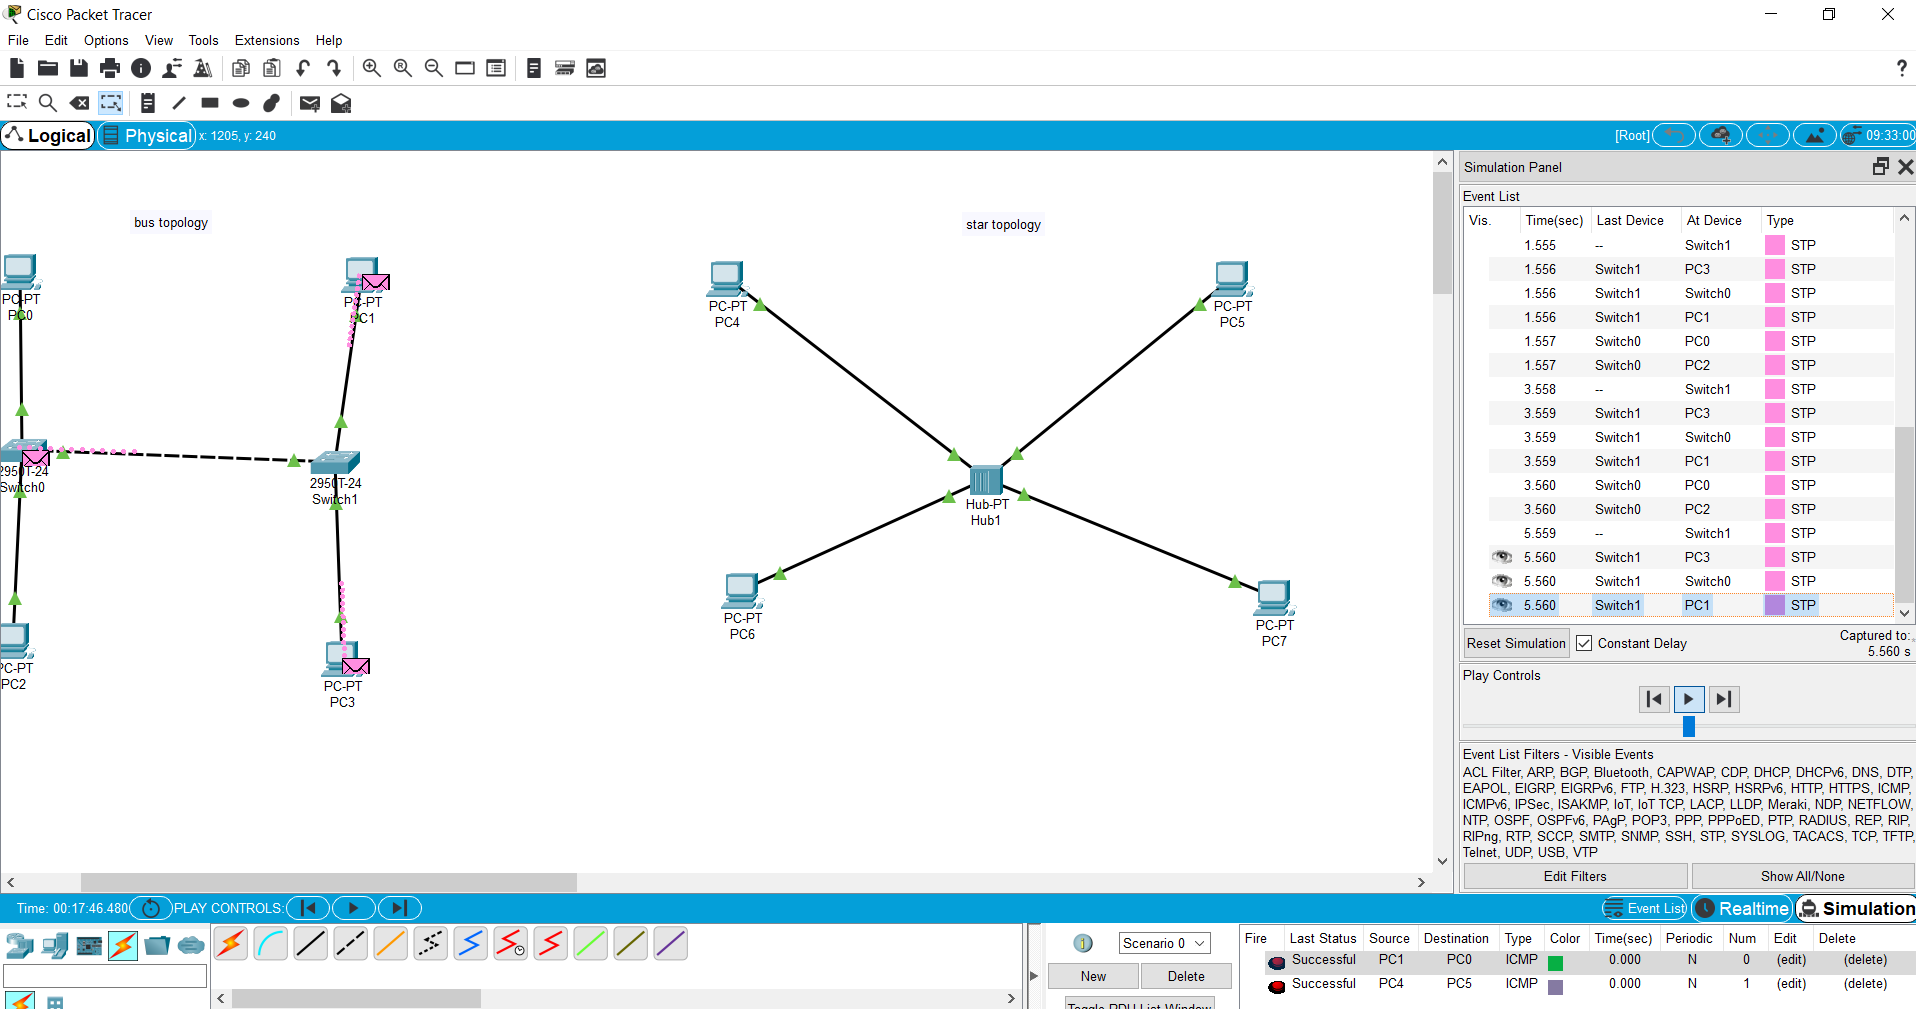 Cisco Packet Tracer
File Edit Options View Tools Extensions Help
Logical Physical x: 1205, y: 240 [Root] 09:33:00
bus topology
star topology
PC-PT
PC0
PC-PT
PC1
2950T-24
Switch0
2950T-24
Switch1
PC-PT
PC2
PC-PT
PC3
PC-PT
PC4
PC-PT
PC5
Hub-PT
Hub1
PC-PT
PC6
PC-PT
PC7
Simulation Panel
Event List
Vis. Time(sec) Last Device At Device Type
1.555 -- Switch1 STP
1.556 Switch1 PC3 STP
1.556 Switch1 Switch0 STP
1.556 Switch1 PC1 STP
1.557 Switch0 PC0 STP
1.557 Switch0 PC2 STP
3.558 -- Switch1 STP
3.559 Switch1 PC3 STP
3.559 Switch1 Switch0 STP
3.559 Switch1 PC1 STP
3.560 Switch0 PC0 STP
3.560 Switch0 PC2 STP
5.559 -- Switch1 STP
5.560 Switch1 PC3 STP
5.560 Switch1 Switch0 STP
5.560 Switch1 PC1 STP
Reset Simulation Constant Delay Captured to:
5.560 s
Play Controls
Event List Filters - Visible Events
ACL Filter, ARP, BGP, Bluetooth, CAPWAP, CDP, DHCP, DHCPv6, DNS, DTP,
EAPOL, EIGRP, EIGRPv6, FTP, H.323, HSRP, HSRPv6, HTTP, HTTPS, ICMP,
ICMPv6, IPSec, ISAKMP, IoT, IoT TCP, LACP, LLDP, Meraki, NDP, NETFLOW,
NTP, OSPF, OSPFv6, PAgP, POP3, PPP, PPPoED, PTP, RADIUS, REP, RIP,
RIPng, RTP, SCCP, SMTP, SNMP, SSH, STP, SYSLOG, TACACS, TCP, TFTP,
Telnet, UDP, USB, VTP
Edit Filters Show All/None
Time: 00:17:46.480 PLAY CONTROLS: Event List Realtime Simulation
Scenario 0
New Delete
Toggle PDU List Window
Fire Last Status Source Destination Type Color Time(sec) Periodic Num Edit Delete
Successful PC1 PC0 ICMP 0.000 N 0 (edit) (delete)
Successful PC4 PC5 ICMP 0.000 N 1 (edit) (delete)